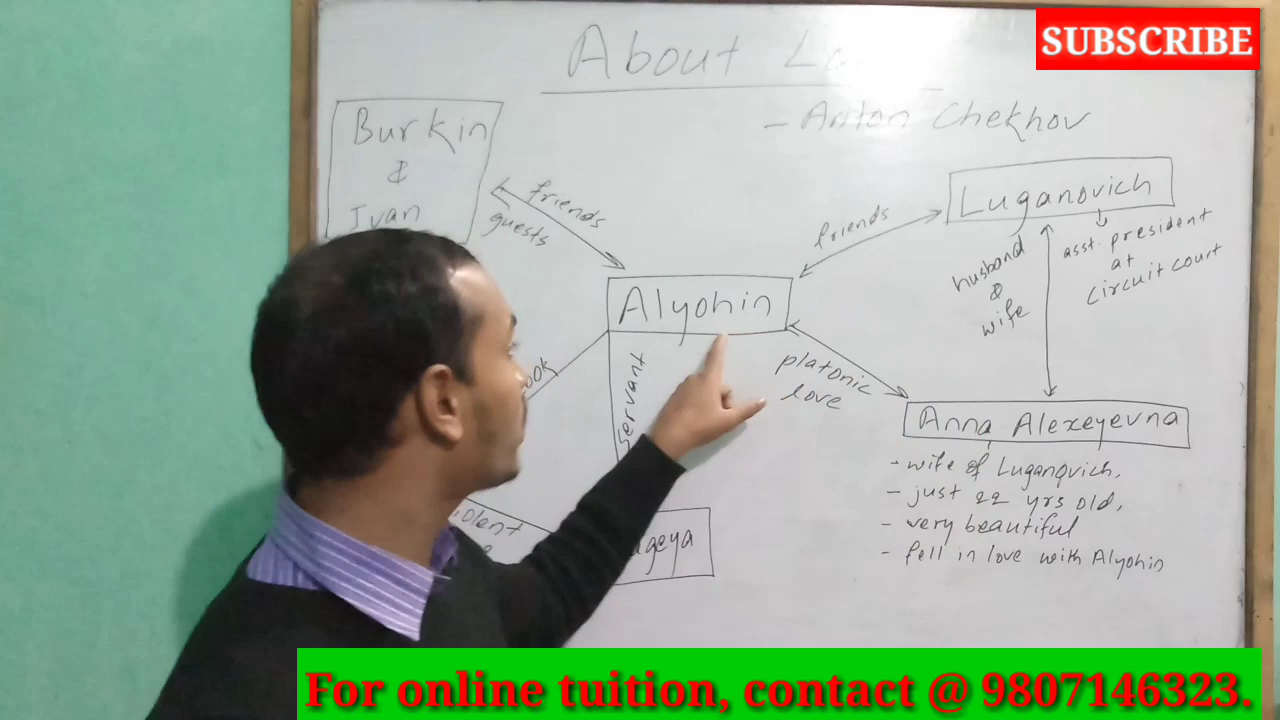 SUBSCRIBE
About
- Anton Chekhov
Burkin
&
Ivan
friends
guests
friends
Luganovich
asst. president
at
circuit court
husband
&
wife
Alyohin
platonic
love
Servant
Anna Alexeyevna
- wife of Luganovich,
- just 22 yrs old,
- very beautiful
- fell in love with Alyohin
For online tuition, contact @ 9807146323.